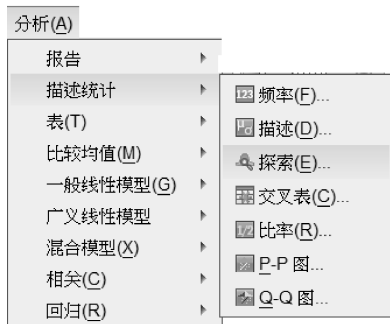 分析(A)
报告
描述统计
表(T)
比较均值(M)
一般线性模型(G)
广义线性模型
混合模型(X)
相关(C)
回归(R)
频率(F)...
描述(D)...
探索(E)...
交叉表(C)...
比率(R)...
P-P 图...
Q-Q 图...